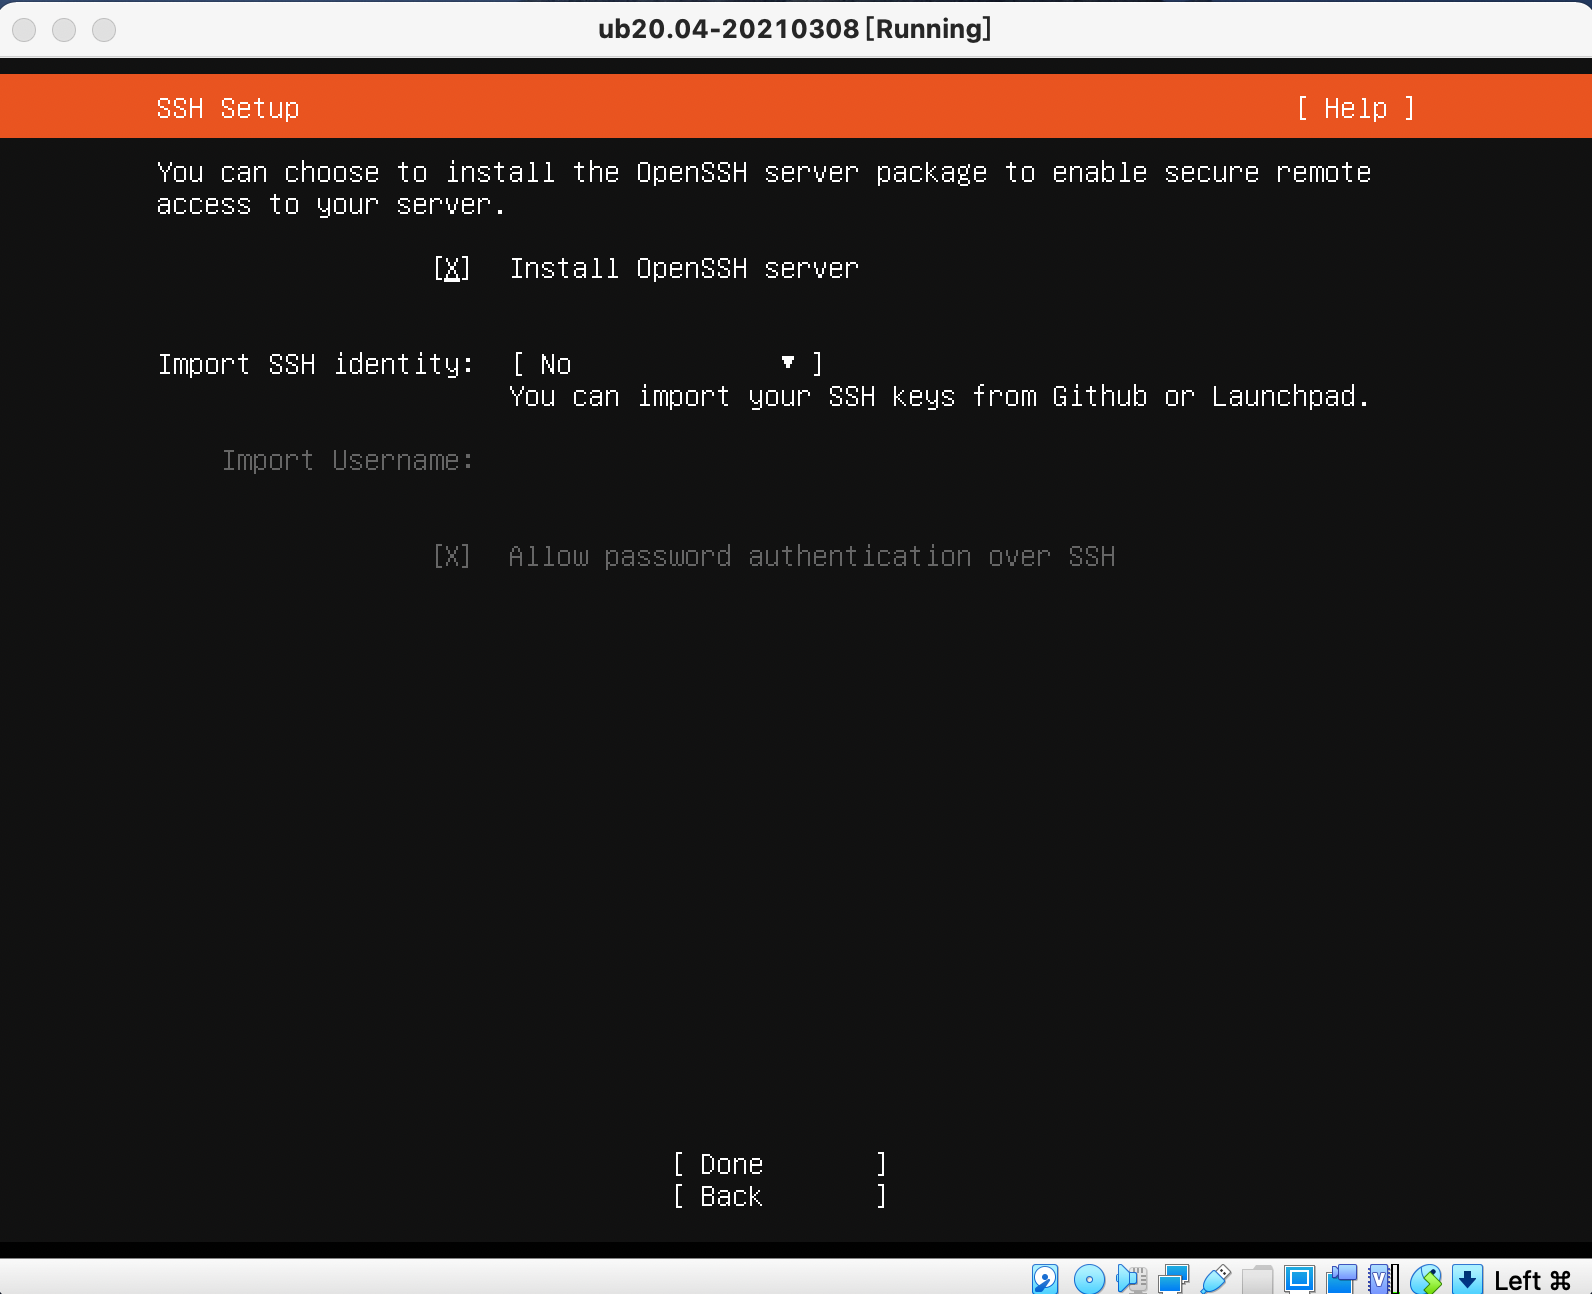 ub20.04-20210308 [Running]
SSH Setup [ Help ]
You can choose to install the OpenSSH server package to enable secure remote
access to your server.
[X] Install OpenSSH server
Import SSH identity: [ No ▾ ]
You can import your SSH keys from Github or Launchpad.
Import Username:
[X] Allow password authentication over SSH
[ Done ]
[ Back ]
Left ⌘